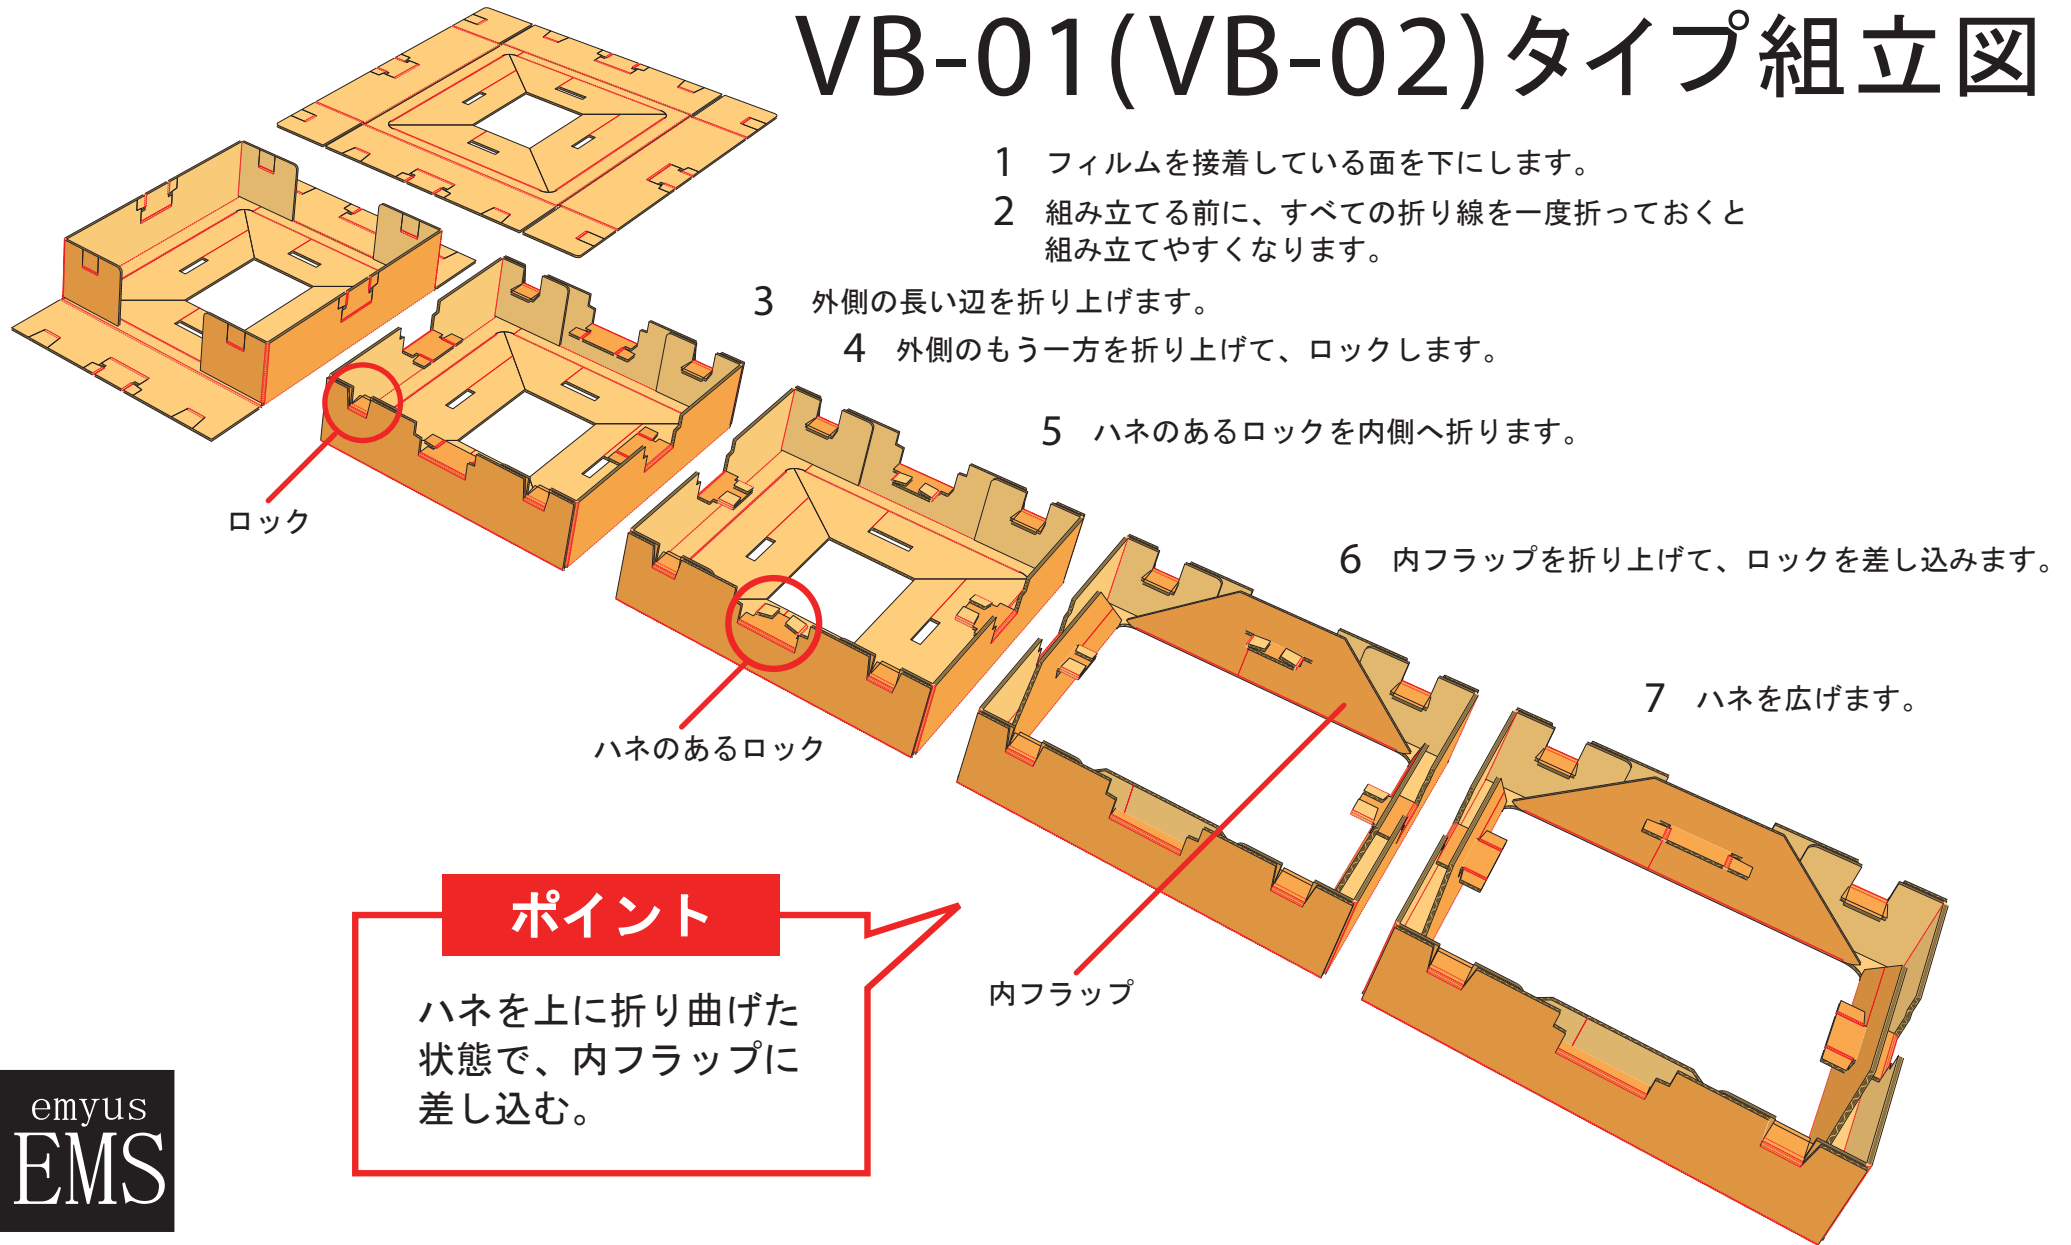 VB-01(VB-02)タイプ組立図
1 フィルムを接着している面を下にします。
2 組み立てる前に、すべての折り線を一度折っておくと
組み立てやすくなります。
3 外側の長い辺を折り上げます。
4 外側のもう一方を折り上げて、ロックします。
5 ハネのあるロックを内側へ折ります。
ロック
6 内フラップを折り上げて、ロックを差し込みます。
7 ハネを広げます。
ハネのあるロック
内フラップ
ポイント
ハネを上に折り曲げた
状態で、内フラップに
差し込む。
emyus
EMS